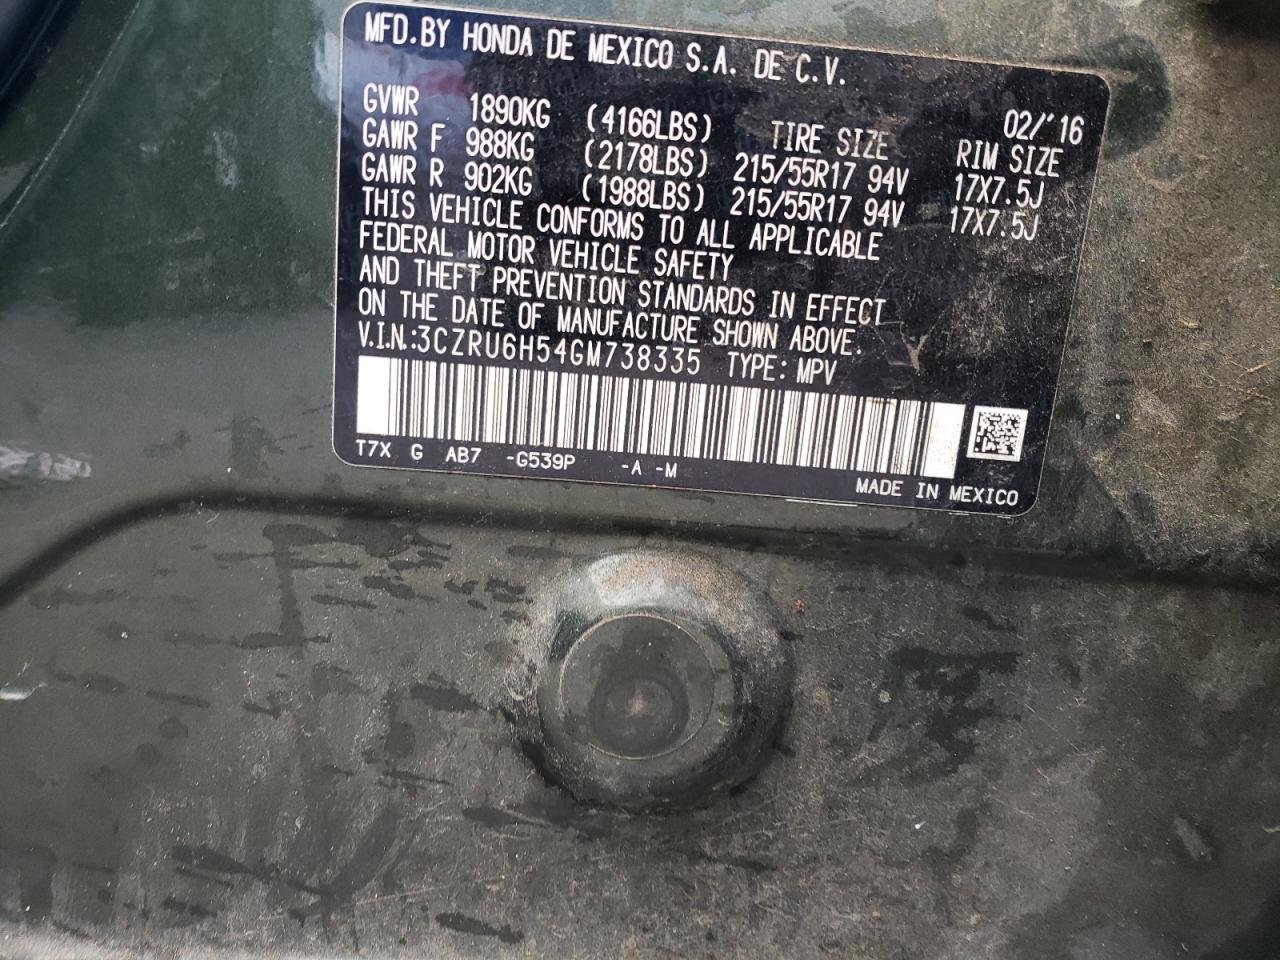 MFD.BY HONDA DE MEXICO S.A. DE C.V.
02/'16
GVWR 1890KG (4166LBS) TIRE SIZE RIM SIZE
GAWR F 988KG (2178LBS) 215/55R17 94V 17X7.5J
GAWR R 902KG (1988LBS) 215/55R17 94V 17X7.5J
THIS VEHICLE CONFORMS TO ALL APPLICABLE
FEDERAL MOTOR VEHICLE SAFETY
AND THEFT PREVENTION STANDARDS IN EFFECT
ON THE DATE OF MANUFACTURE SHOWN ABOVE.
V.I.N.:3CZRU6H54GM738335 TYPE:MPV
T7X G AB7 -G539P -A -M
MADE IN MEXICO